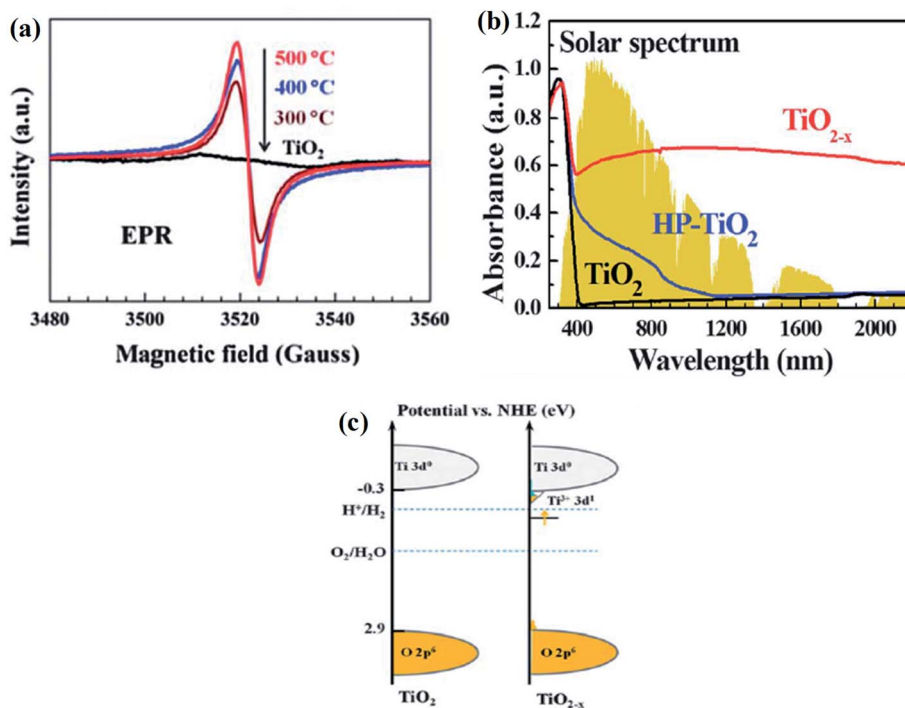 (a)
Intensity (a.u.)
500 °C
400 °C
300 °C
TiO₂
EPR
3480 3500 3520 3540 3560
Magnetic field (Gauss)
(b)
Solar spectrum
Absorbance (a.u.)
1.2
1.0
0.8
0.6
0.4
0.2
0.0
TiO₂₋ₓ
HP-TiO₂
TiO₂
400 800 1200 1600 2000
Wavelength (nm)
(c)
Potential vs. NHE (eV)
Ti 3d⁰ Ti 3d⁰
-0.3
Ti³⁺ 3d¹
H⁺/H₂
O₂/H₂O
2.9
O 2p⁶ O 2p⁶
TiO₂ TiO₂₋ₓ